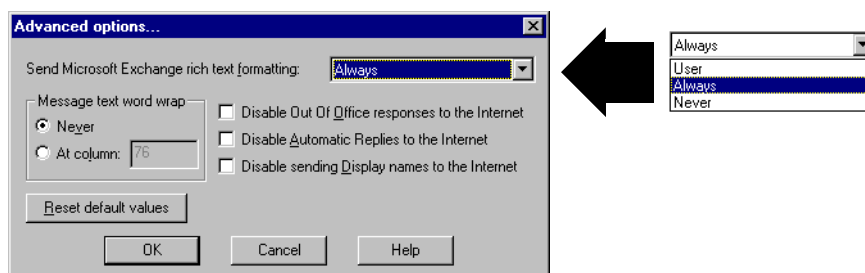 Advanced options...
Send Microsoft Exchange rich text formatting: Always
Message text word wrap
Never
At column: 76
Disable Out Of Office responses to the Internet
Disable Automatic Replies to the Internet
Disable sending Display names to the Internet
Reset default values
OK Cancel Help
Always
User
Always
Never